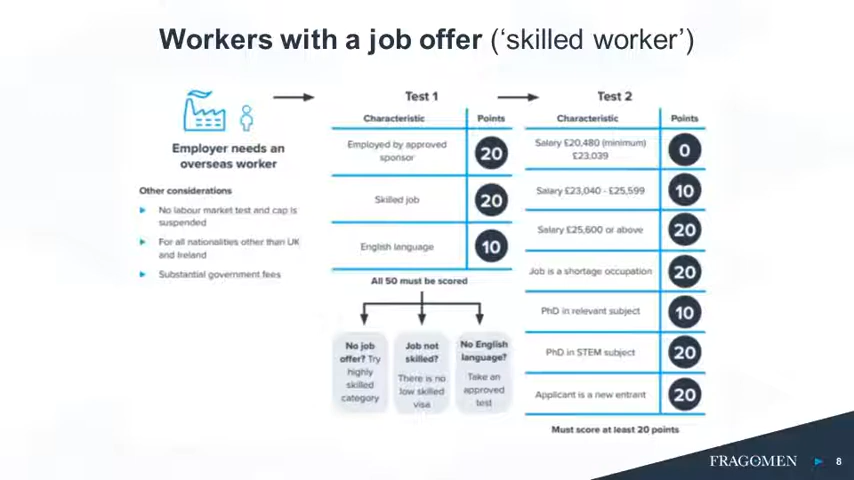 Workers with a job offer (‘skilled worker’)
Employer needs an
overseas worker
Other considerations
No labour market test and cap is
suspended
For all nationalities other than UK
and Ireland
Substantial government fees
Test 1
Characteristic Points
Employed by approved
sponsor
20
Skilled job 20
English language 10
All 50 must be scored
No job
offer? Try
highly
skilled
category
Job not
skilled?
There is no
low skilled
visa
No English
language?
Take an
approved
test
Test 2
Characteristic Points
Salary £20,480 (minimum)
£23,039
0
Salary £23,040 - £25,599 10
Salary £25,600 or above 20
Job is a shortage occupation 20
PhD in relevant subject 10
PhD in STEM subject 20
Applicant is a new entrant 20
Must score at least 20 points
FRAGOMEN 8